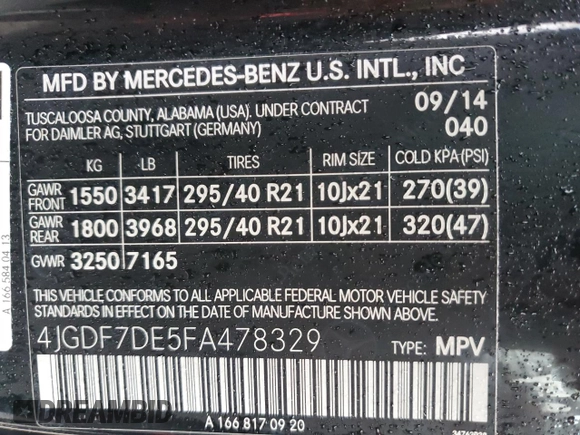 MFD BY MERCEDES-BENZ U.S. INTL., INC
TUSCALOOSA COUNTY, ALABAMA (USA). UNDER CONTRACT 09/14
FOR DAIMLER AG, STUTTGART (GERMANY) 040
KG LB TIRES RIM SIZE COLD KPA(PSI)
GAWR FRONT 1550 3417 295/40 R21 10Jx21 270(39)
GAWR REAR 1800 3968 295/40 R21 10Jx21 320(47)
GVWR 3250 7165
THIS VEHICLE CONFORMS TO ALL APPLICABLE FEDERAL MOTOR VEHICLE SAFETY
STANDARDS IN EFFECT ON THE DATE OF MANUFACTURE SHOWN ABOVE.
4JGDF7DE5FA478329 TYPE: MPV
A 166 817 09 20
A 166 584 04 13
DREAMBID